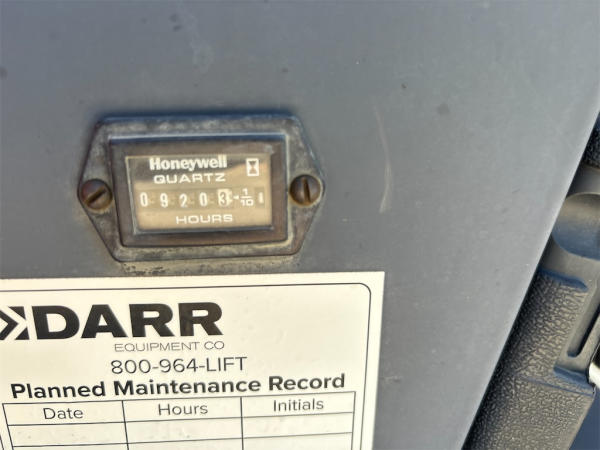 Honeywell
QUARTZ
0 9 2 0 3 1/10
HOURS
DARR
EQUIPMENT CO
800-964-LIFT
Planned Maintenance Record
Date Hours Initials